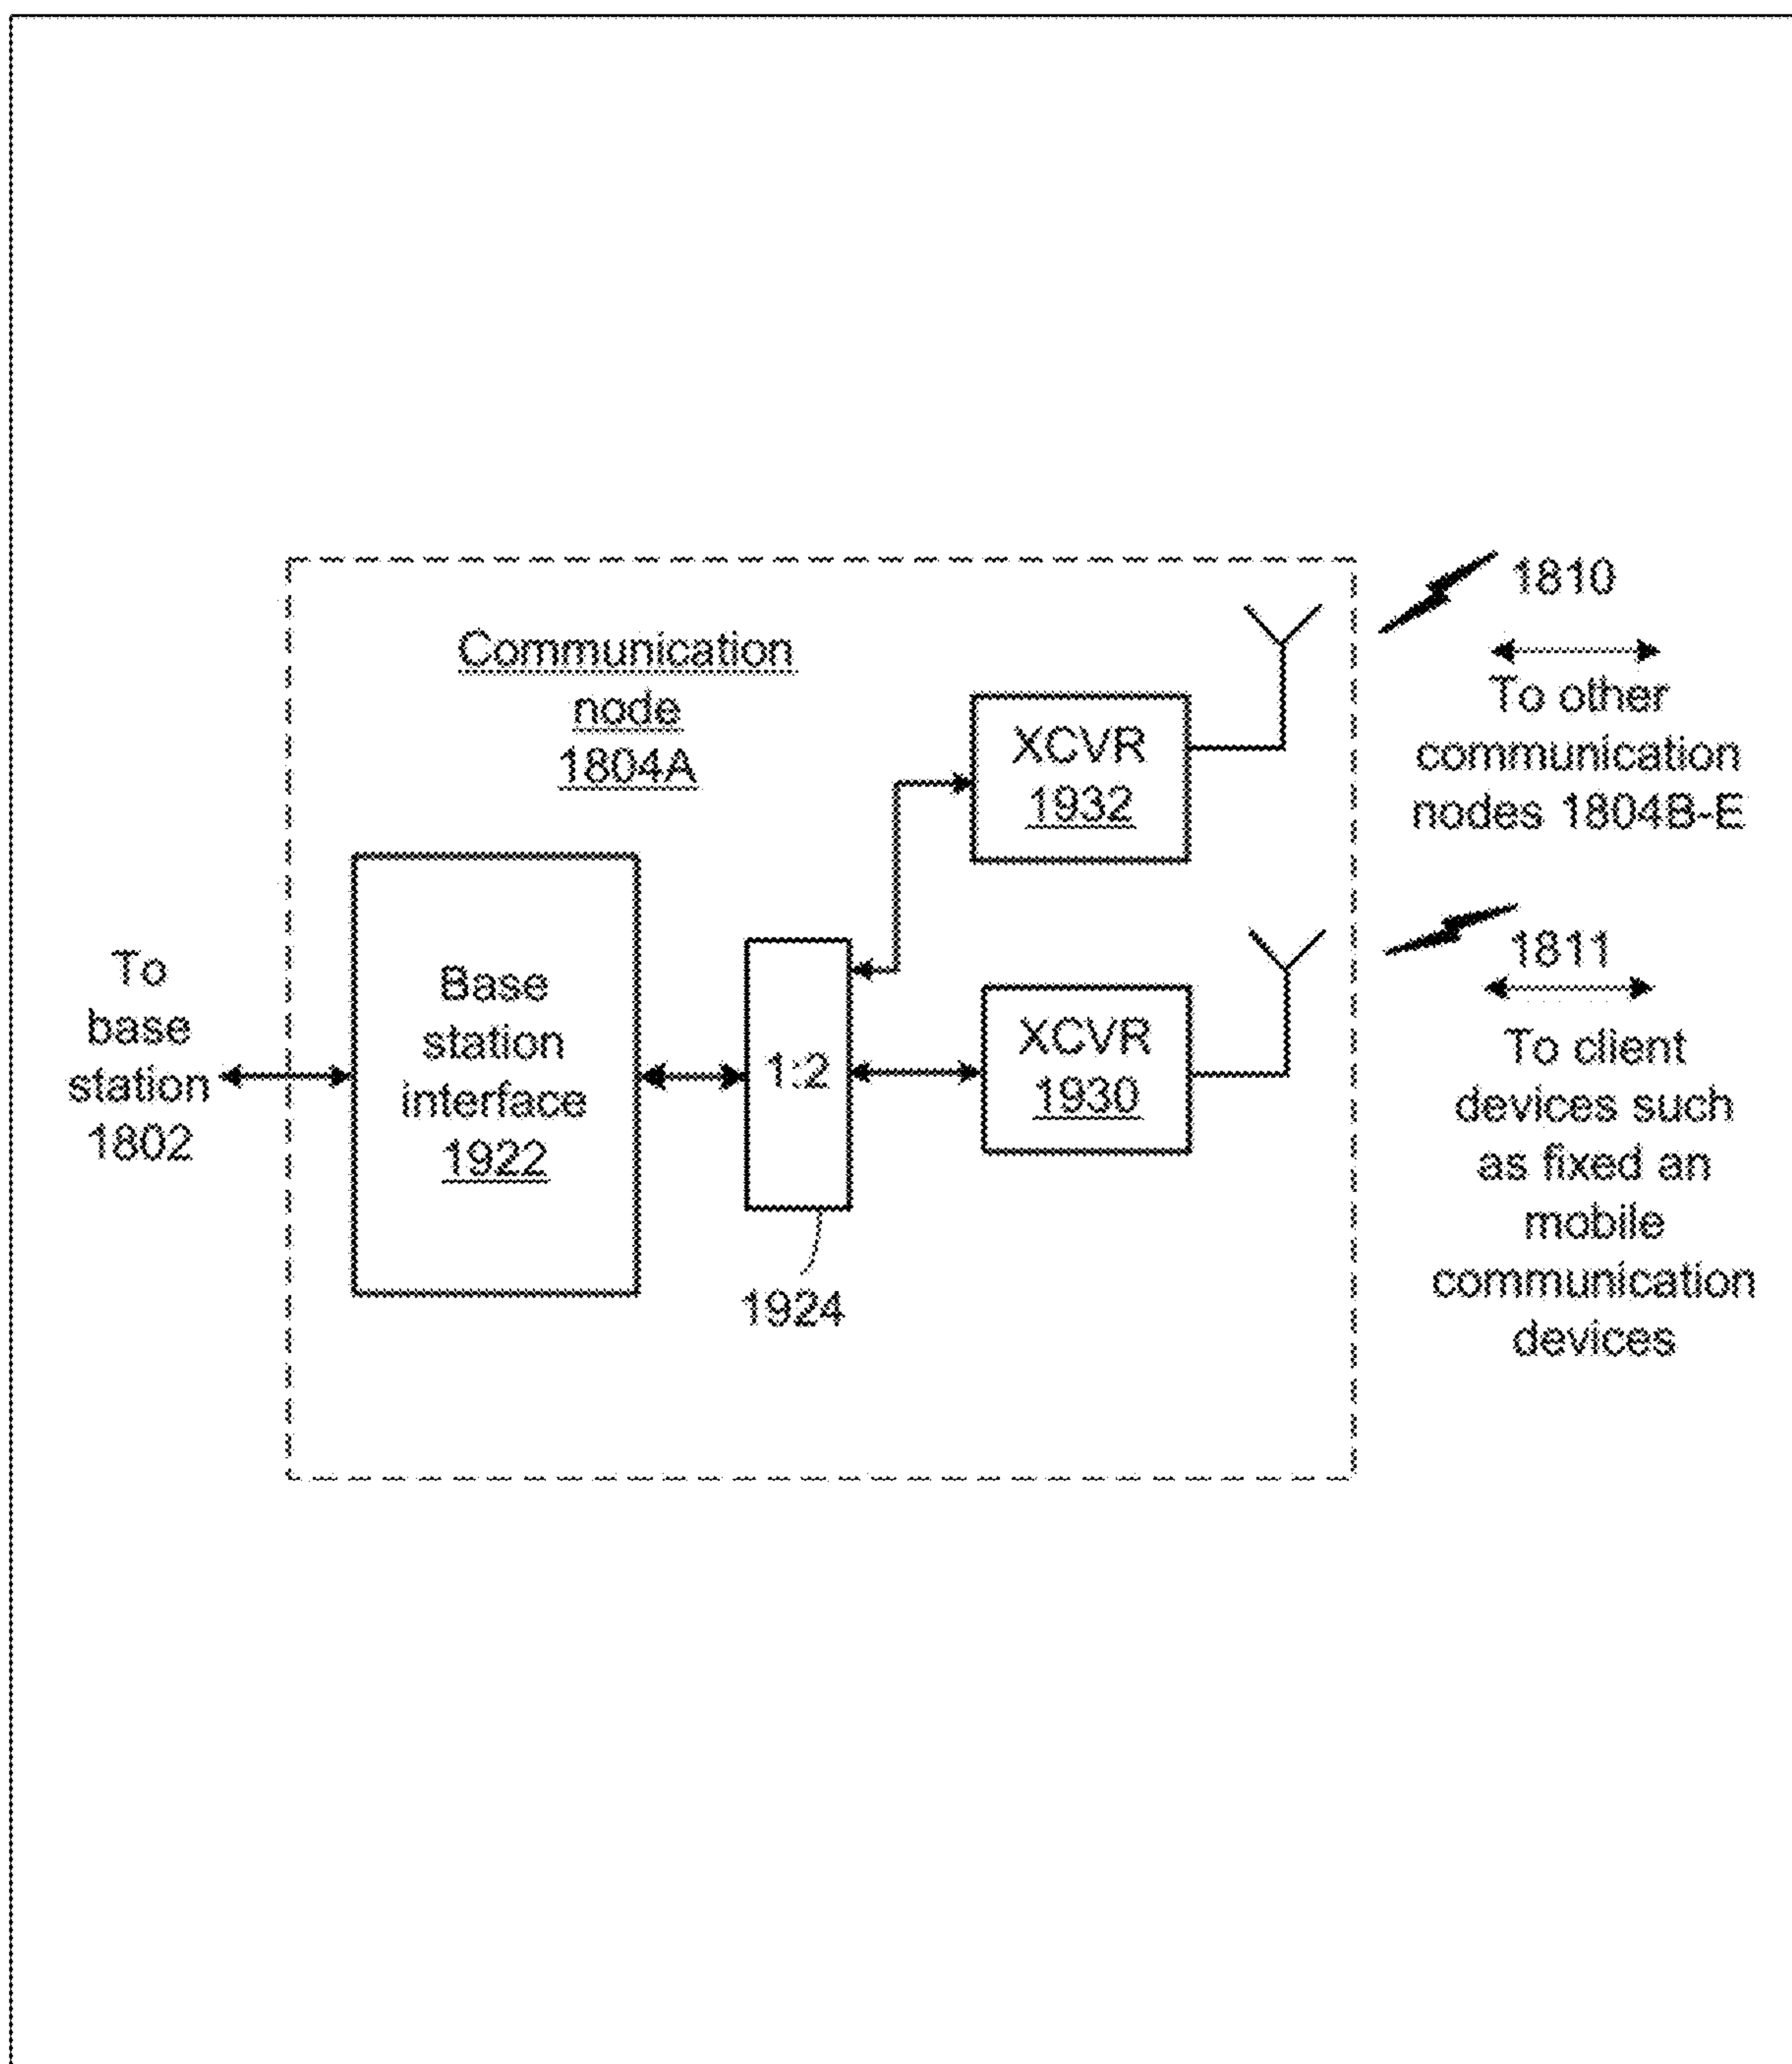 Communication
node
1804A
To
base
station
1802
Base
station
interface
1922
1:2
1924
XCVR
1932
XCVR
1930
1810
To other
communication
nodes 1804B-E
1811
To client
devices such
as fixed an
mobile
communication
devices